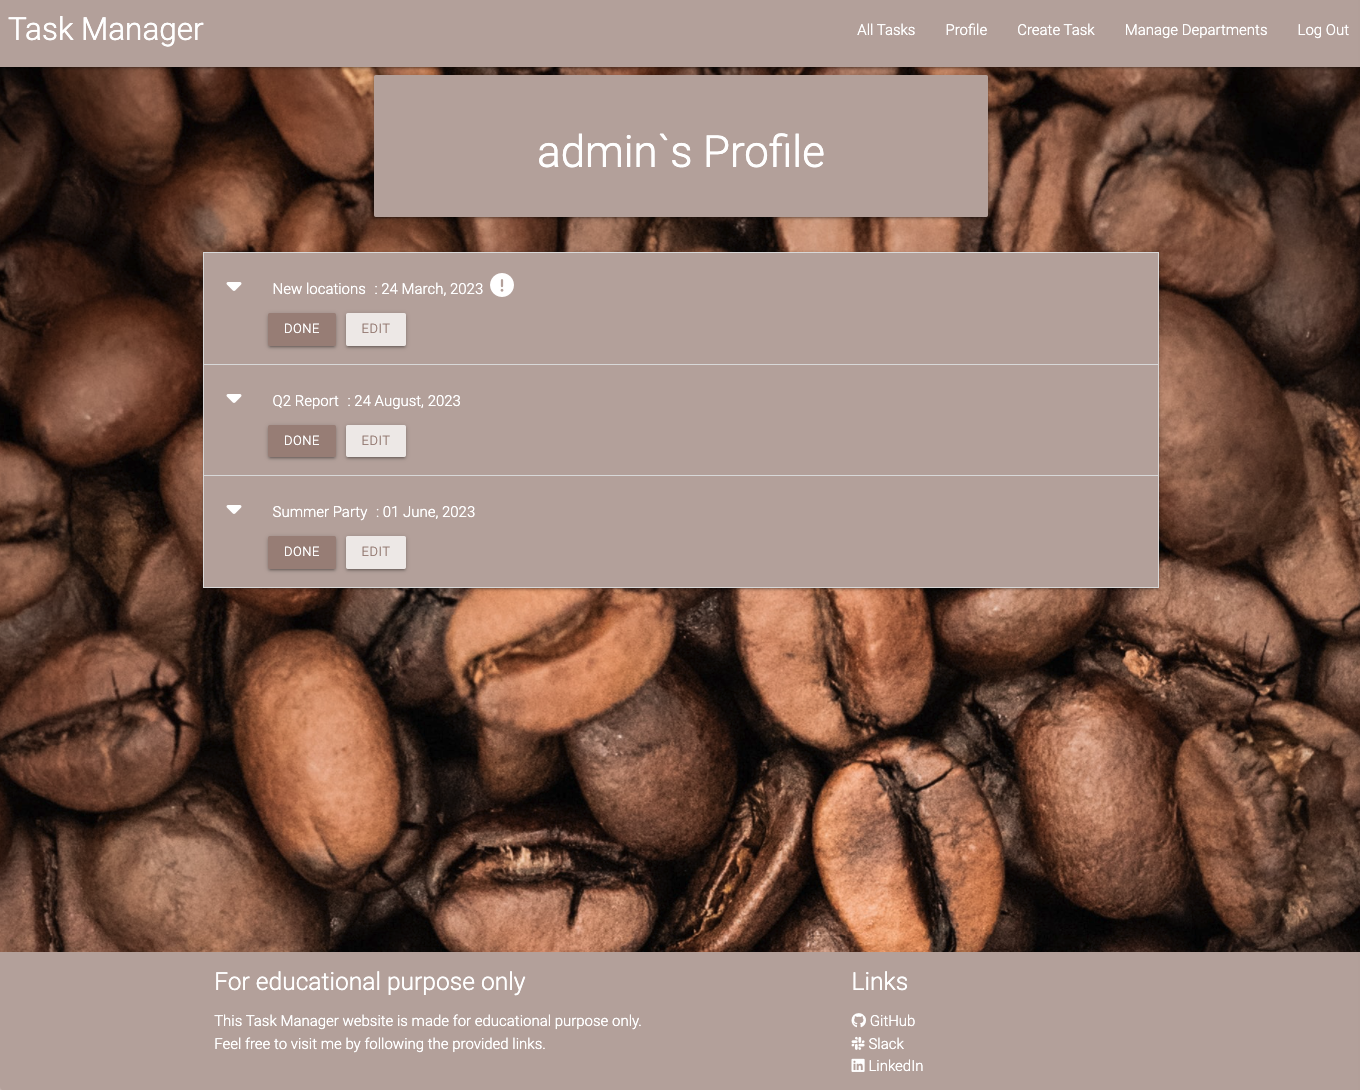 Task Manager
All Tasks Profile Create Task Manage Departments Log Out
admin`s Profile
New locations : 24 March, 2023 !
DONE EDIT
Q2 Report : 24 August, 2023
DONE EDIT
Summer Party : 01 June, 2023
DONE EDIT
For educational purpose only
This Task Manager website is made for educational purpose only.
Feel free to visit me by following the provided links.
Links
GitHub
Slack
LinkedIn